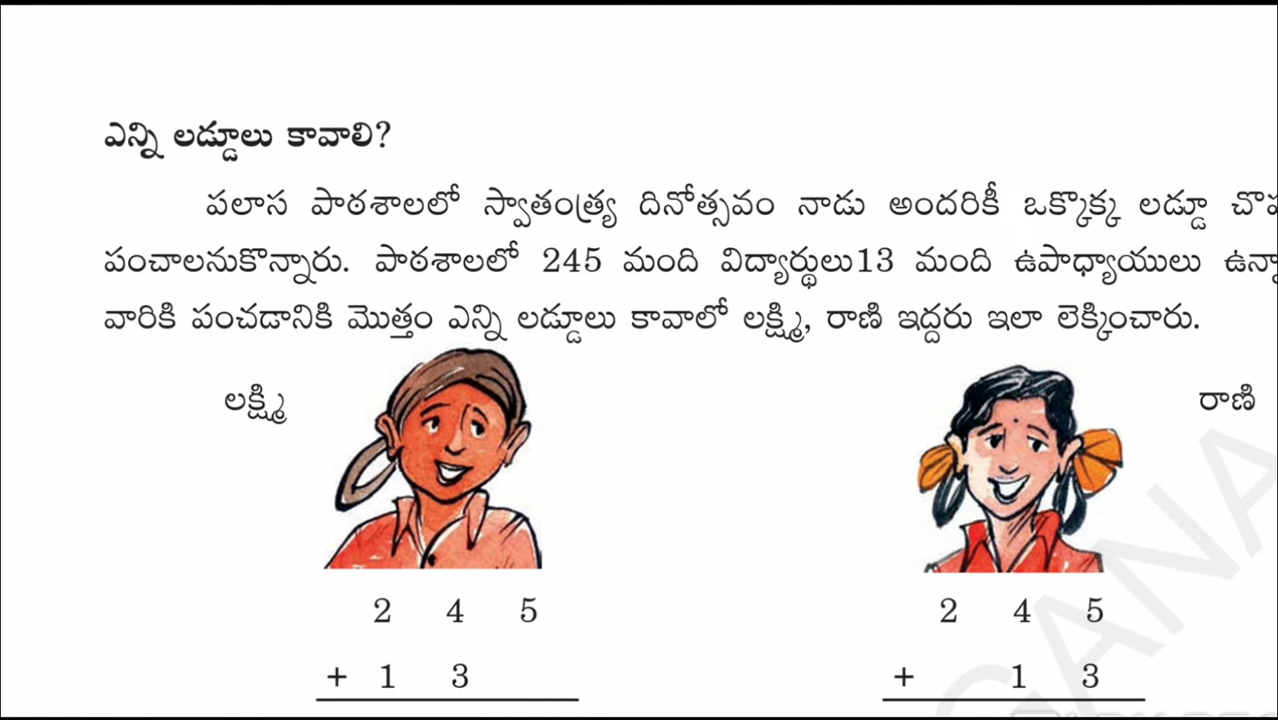 ఎన్ని లడ్డూలు కావాలి?
పలాస పాఠశాలలో స్వాతంత్ర్య దినోత్సవం నాడు అందరికీ ఒక్కొక్క లడ్డూ
పంచాలనుకొన్నారు. పాఠశాలలో 245 మంది విద్యార్థులు13 మంది ఉపాధ్యాయులు
వారికి పంచడానికి మొత్తం ఎన్ని లడ్డూలు కావాలో లక్ష్మి, రాణి ఇద్దరు ఇలా లెక్కించారు.
లక్ష్మి రాణి
2 4 5 2 4 5
+ 1 3 + 1 3